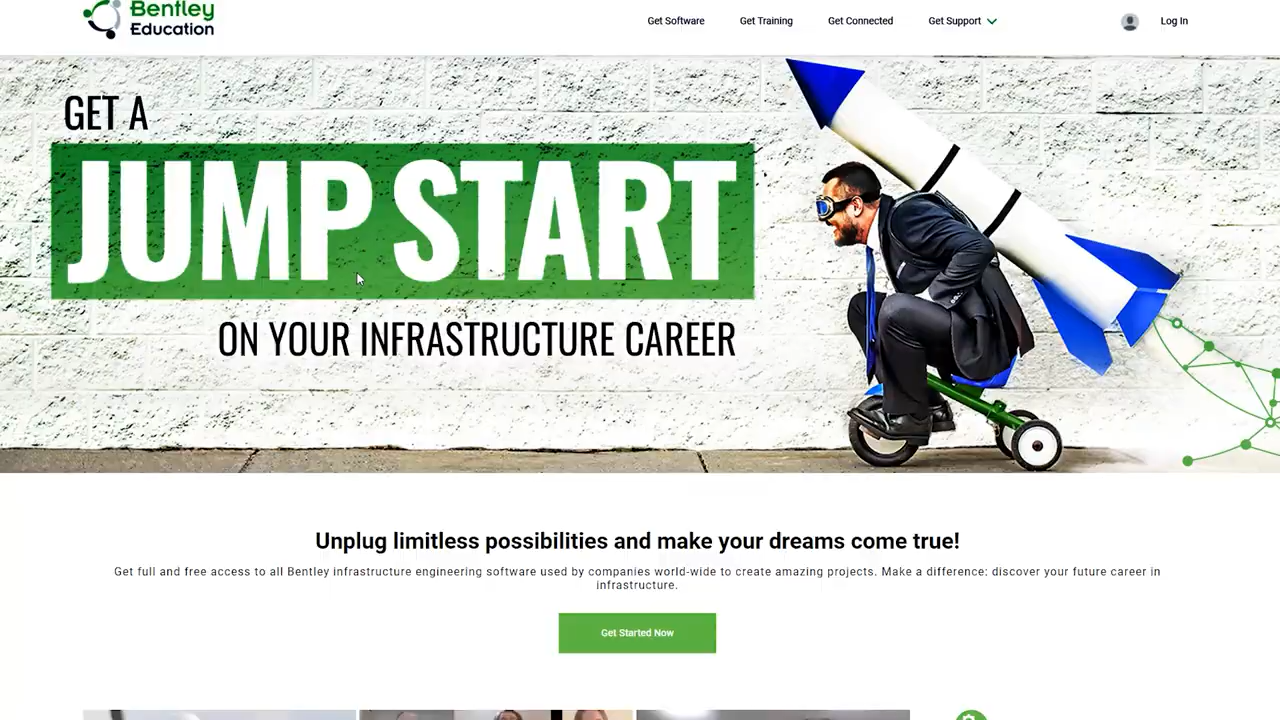 Bentley
Education
Get Software
Get Training
Get Connected
Get Support
Log In
GET A
JUMP START
ON YOUR INFRASTRUCTURE CAREER
Unplug limitless possibilities and make your dreams come true!
Get full and free access to all Bentley infrastructure engineering software used by companies world-wide to create amazing projects. Make a difference: discover your future career in
infrastructure.
Get Started Now